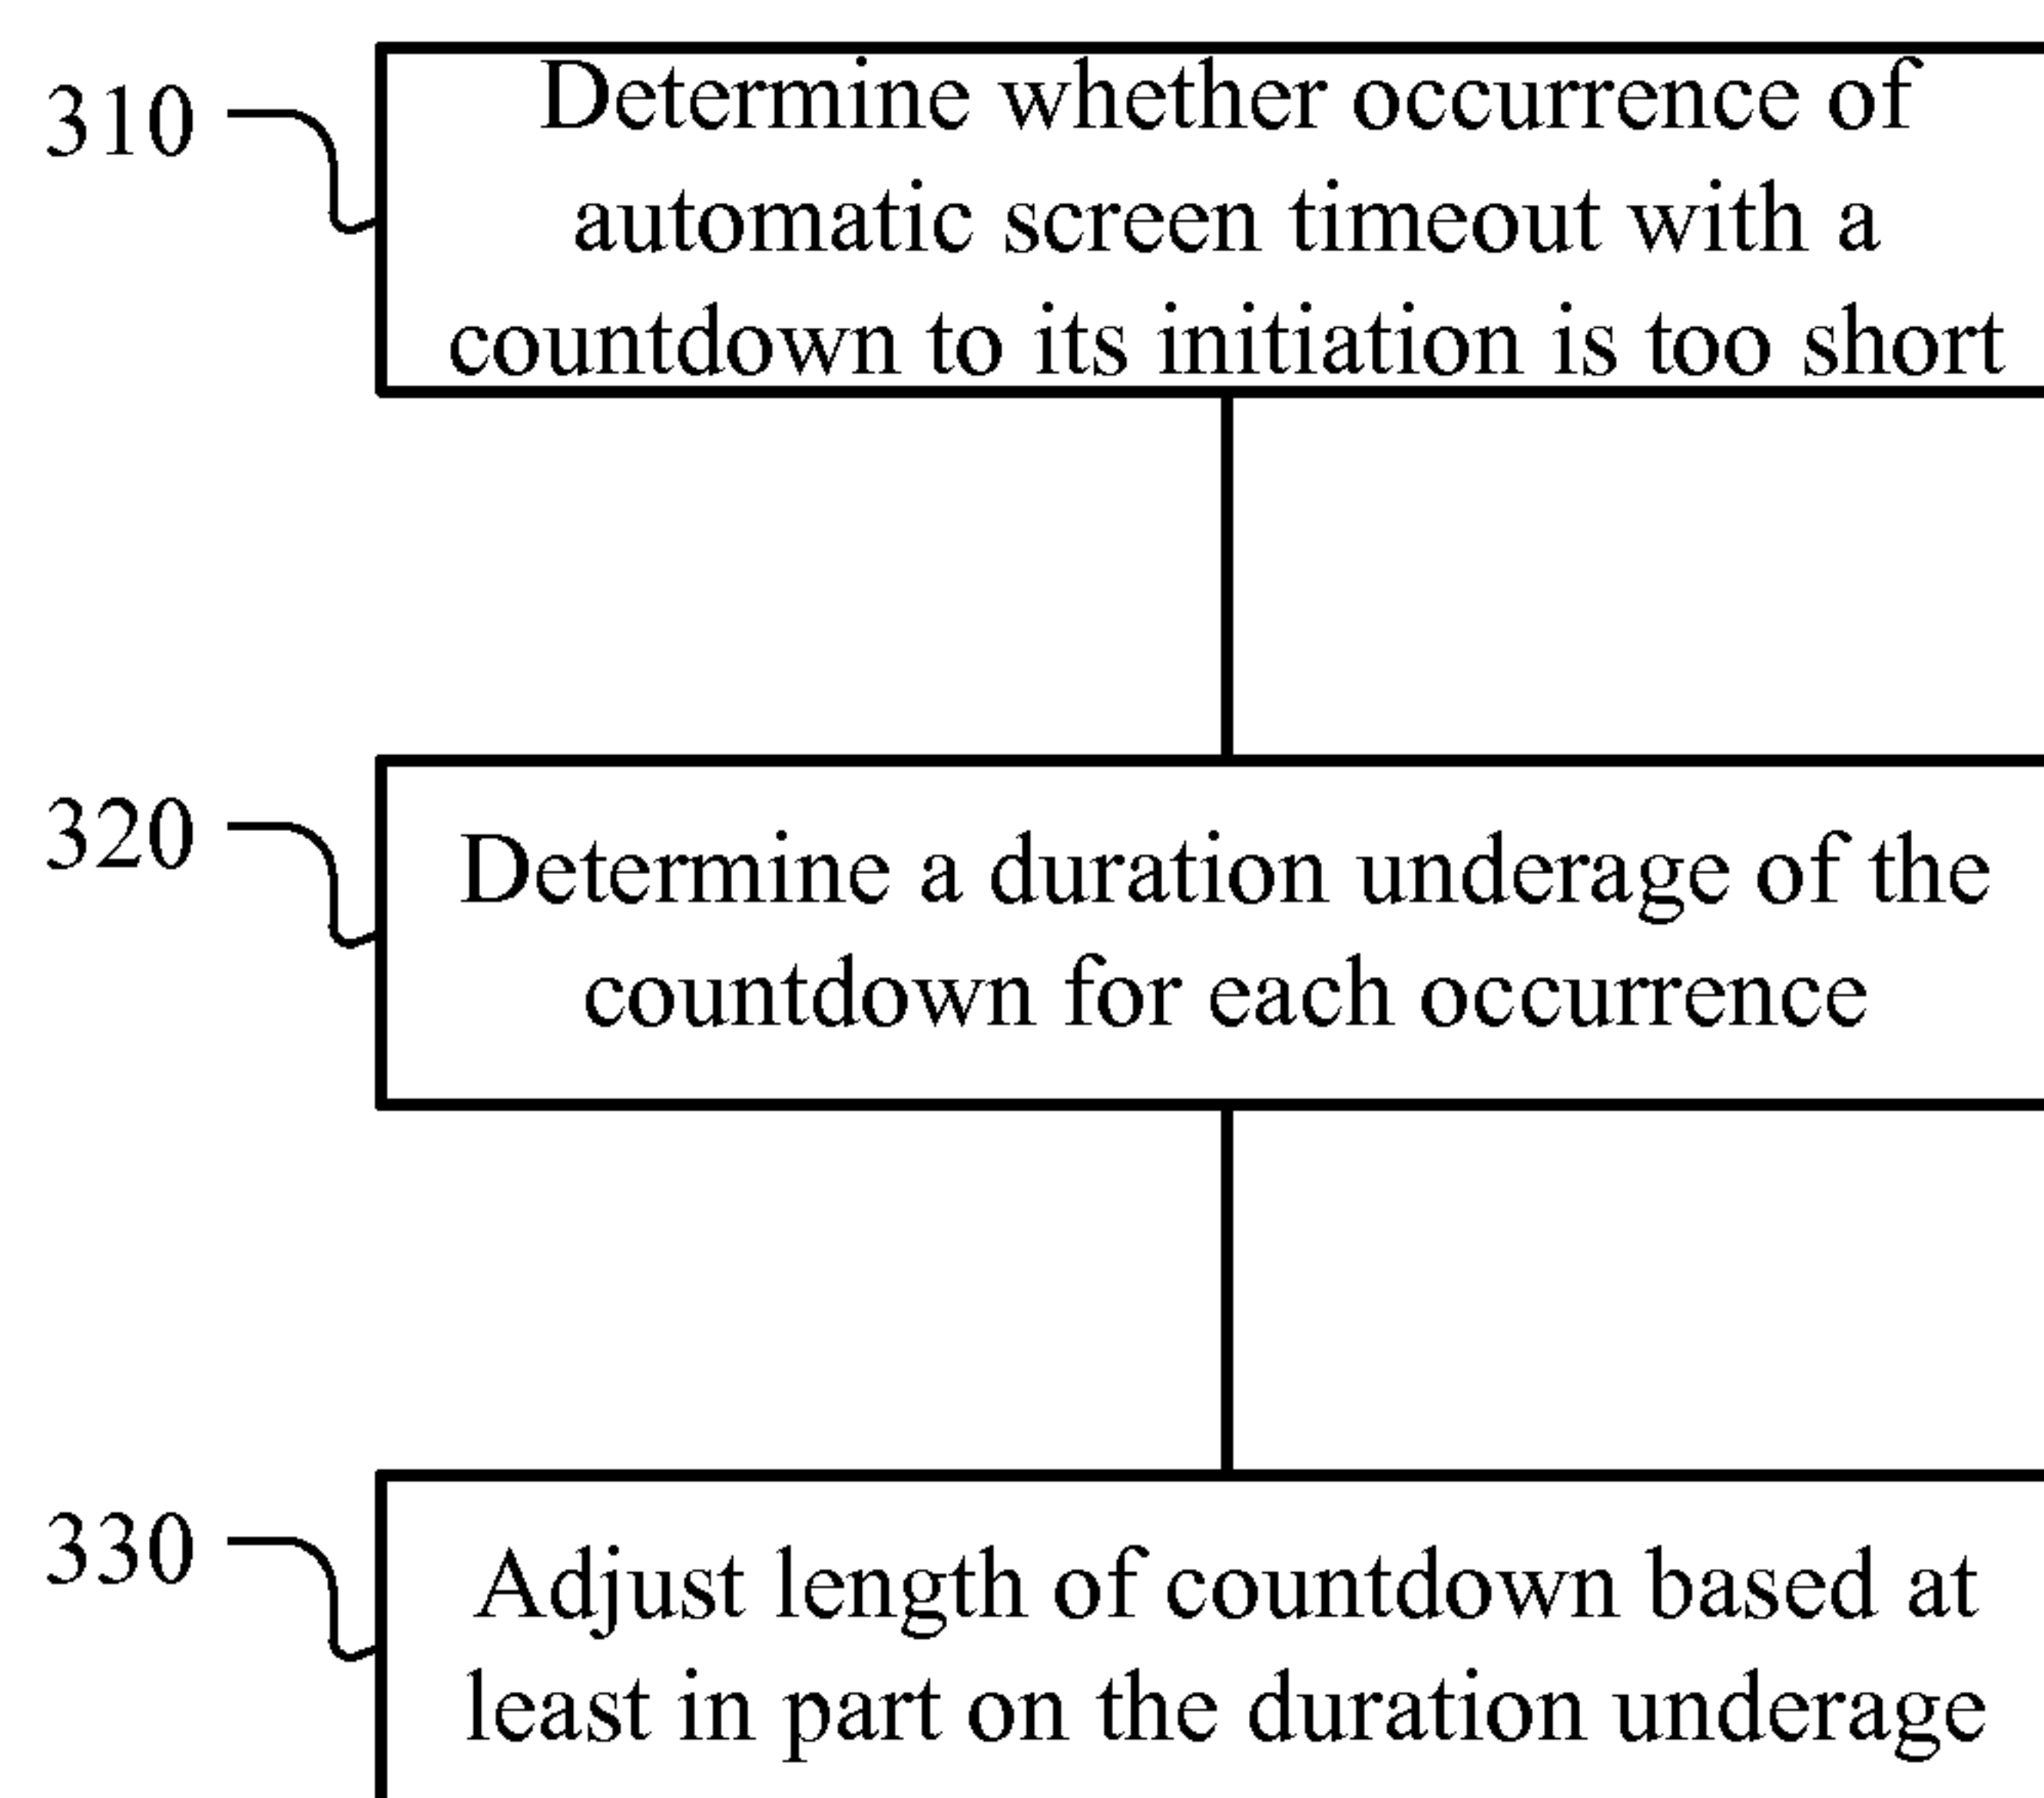 310
Determine whether occurrence of
automatic screen timeout with a
countdown to its initiation is too short
320
Determine a duration underage of the
countdown for each occurrence
330
Adjust length of countdown based at
least in part on the duration underage